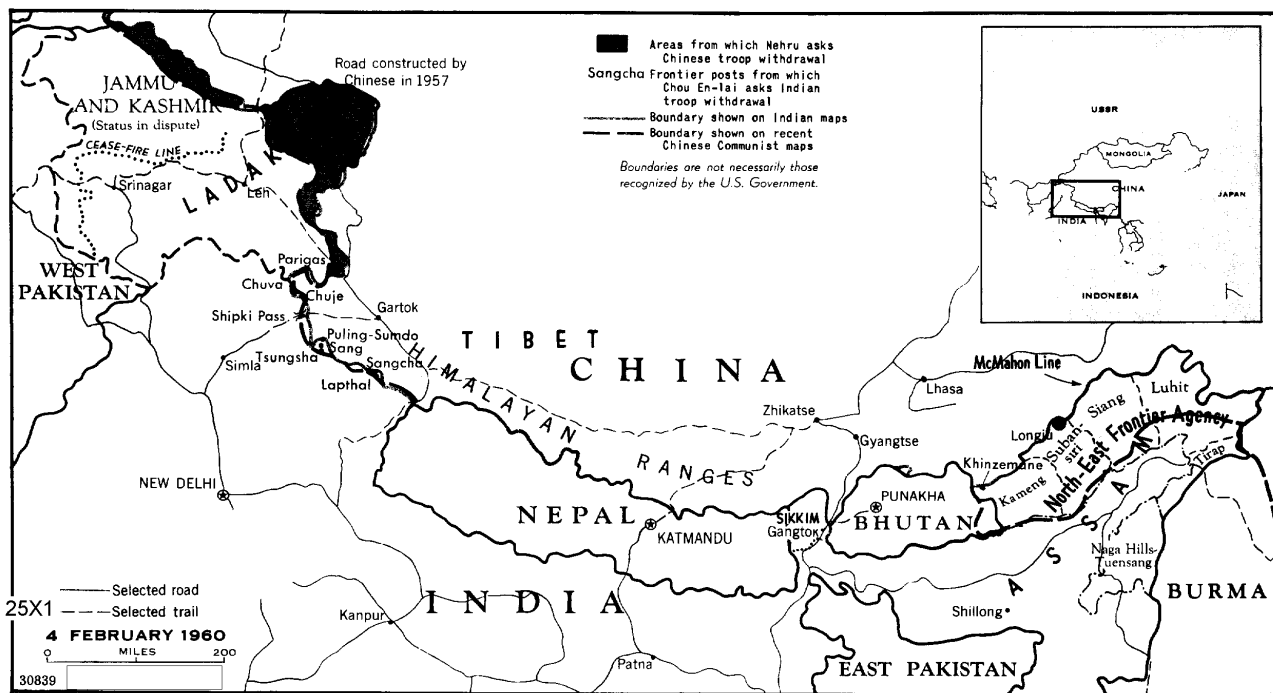 Areas from which Nehru asks
Chinese troop withdrawal
Sangcha Frontier posts from which
Chou En-lai asks Indian
troop withdrawal
Boundary shown on Indian maps
Boundary shown on recent
Chinese Communist maps
Boundaries are not necessarily those
recognized by the U.S. Government.
Road constructed by
Chinese in 1957
JAMMU
AND KASHMIR
(Status in dispute)
CEASE-FIRE LINE
Srinagar
LADAK
Leh
WEST
PAKISTAN
Parigas
Chuva
Chuje
Shipki Pass
Gartok
Puling-Sumdo
Sang
Tsungsha
Simla
Sangcha
Lapthal
TIBET
CHINA
HIMALAYAN
RANGES
USSR
MONGOLIA
CHINA
JAPAN
INDIA
INDONESIA
McMahon Line
Lhasa
Zhikatse
Gyangtse
Luhit
Siang
Longju
Suban-
siri
Khinzemane
Kameng
North-East Frontier Agency
Tirap
NEW DELHI
NEPAL
KATMANDU
SIKKIM
Gangtok
PUNAKHA
BHUTAN
ASSAM
Naga Hills-
Tuensang
BURMA
INDIA
Kanpur
Patna
Shillong
EAST PAKISTAN
Selected road
25X1
Selected trail
4 FEBRUARY 1960
MILES
0 200
30839